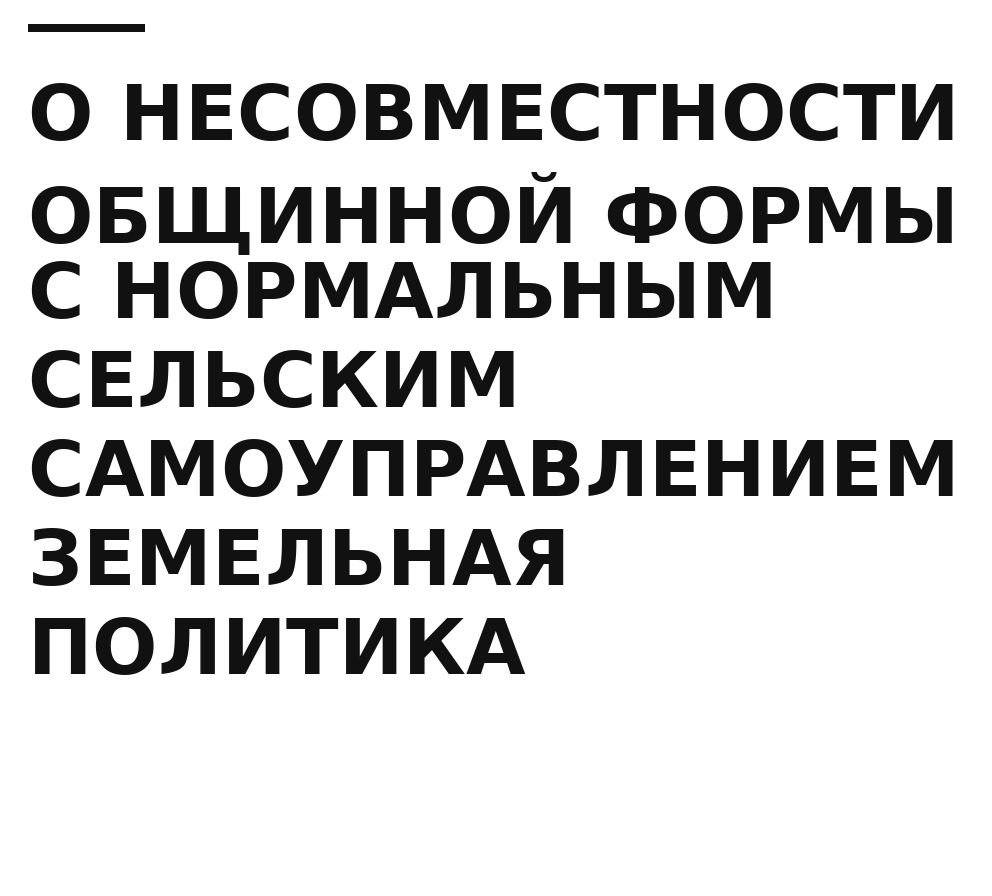 О НЕСОВМЕСТНОСТИ
ОБЩИННОЙ ФОРМЫ
С НОРМАЛЬНЫМ
СЕЛЬСКИМ
САМОУПРАВЛЕНИЕМ
ЗЕМЕЛЬНАЯ
ПОЛИТИКА